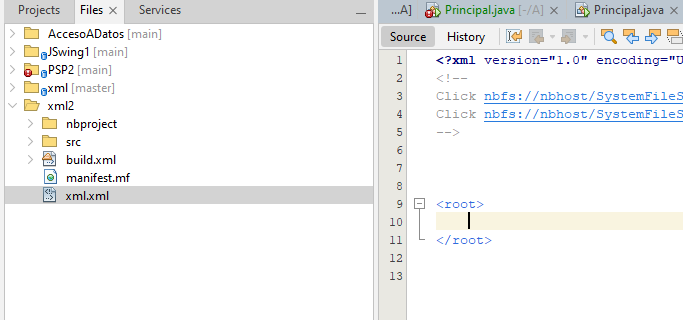 Projects Files × Services
AccesoADatos [main]
JSwing1 [main]
PSP2 [main]
xml [master]
xml2
nbproject
src
build.xml
manifest.mf
xml.xml
...A] Principal.java [-/A] × Principal.java ×
Source History
1 <?xml version="1.0" encoding="U
2 <!--
3 Click nbfs://nbhost/SystemFileS
4 Click nbfs://nbhost/SystemFileS
5 -->
6
7
8
9 <root>
10
11 </root>
12
13